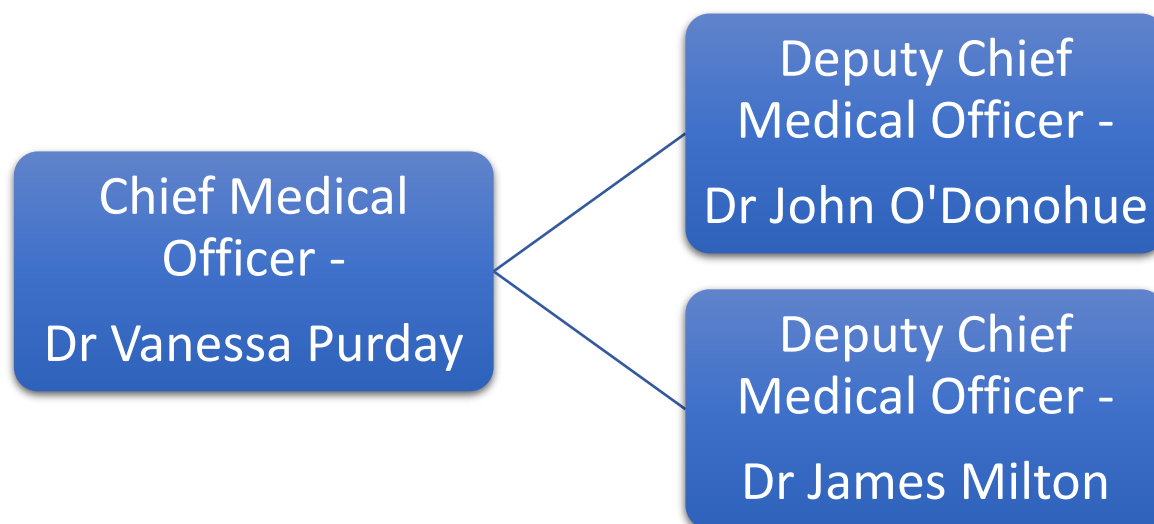 Chief Medical
Officer -
Dr Vanessa Purday
Deputy Chief
Medical Officer -
Dr John O'Donohue
Deputy Chief
Medical Officer -
Dr James Milton